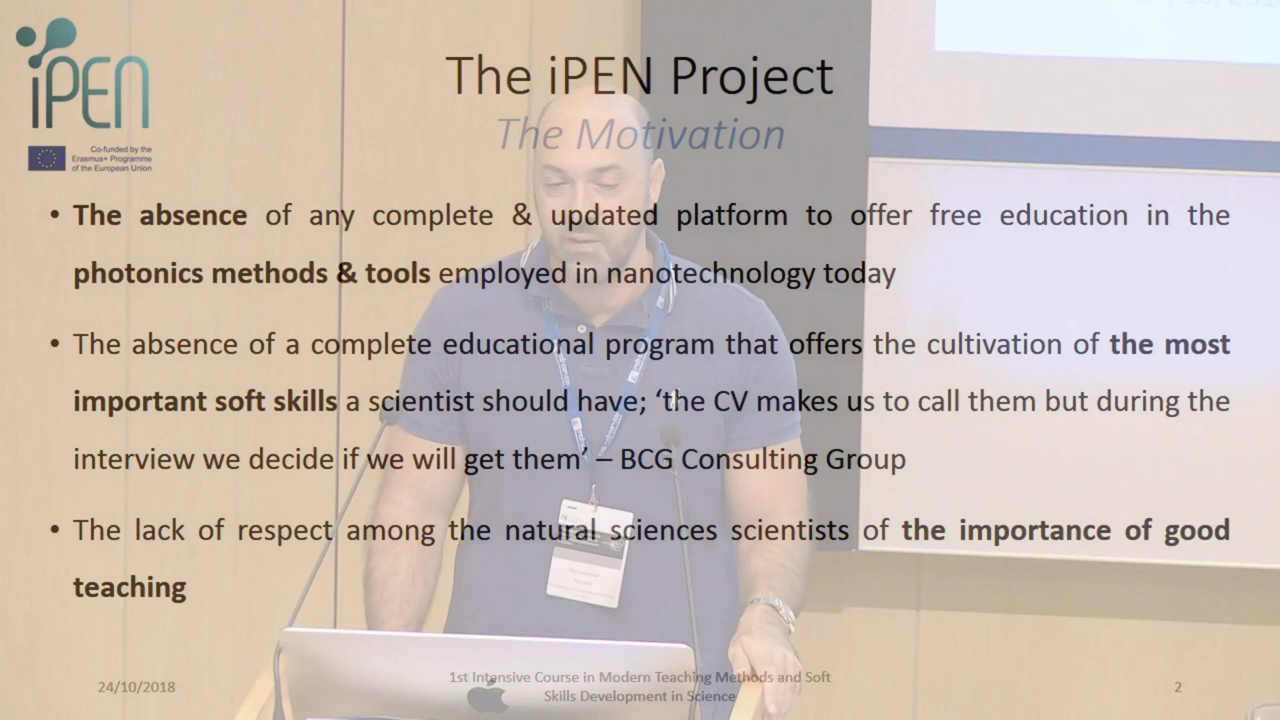 iPEN
Co-funded by the
Erasmus+ Programme
of the European Union
The iPEN Project
The Motivation
• The absence of any complete & updated platform to offer free education in the
photonics methods & tools employed in nanotechnology today
• The absence of a complete educational program that offers the cultivation of the most
important soft skills a scientist should have; ‘the CV makes us to call them but during the
interview we decide if we will get them’ – BCG Consulting Group
• The lack of respect among the natural sciences scientists of the importance of good
teaching
24/10/2018
1st Intensive Course in Modern Teaching Methods and Soft
Skills Development in Science
2